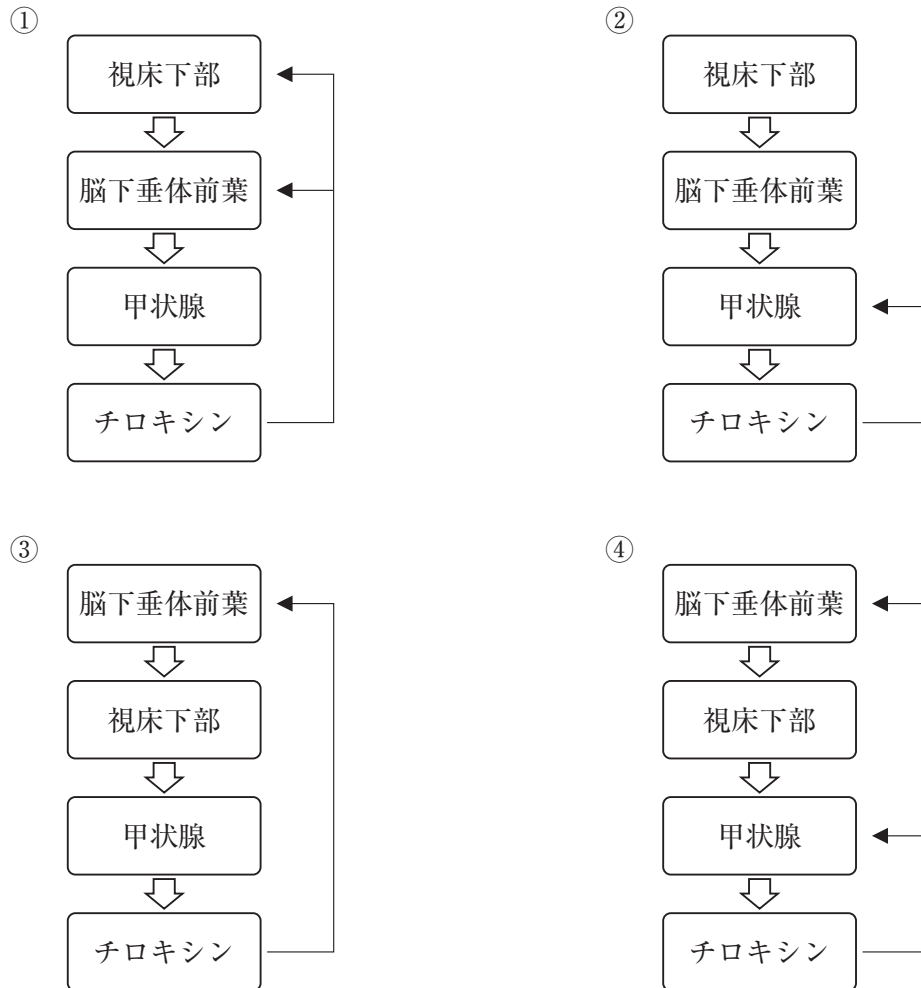 ①
視床下部
脳下垂体前葉
甲状腺
チロキシン
②
視床下部
脳下垂体前葉
甲状腺
チロキシン
③
脳下垂体前葉
視床下部
甲状腺
チロキシン
④
脳下垂体前葉
視床下部
甲状腺
チロキシン